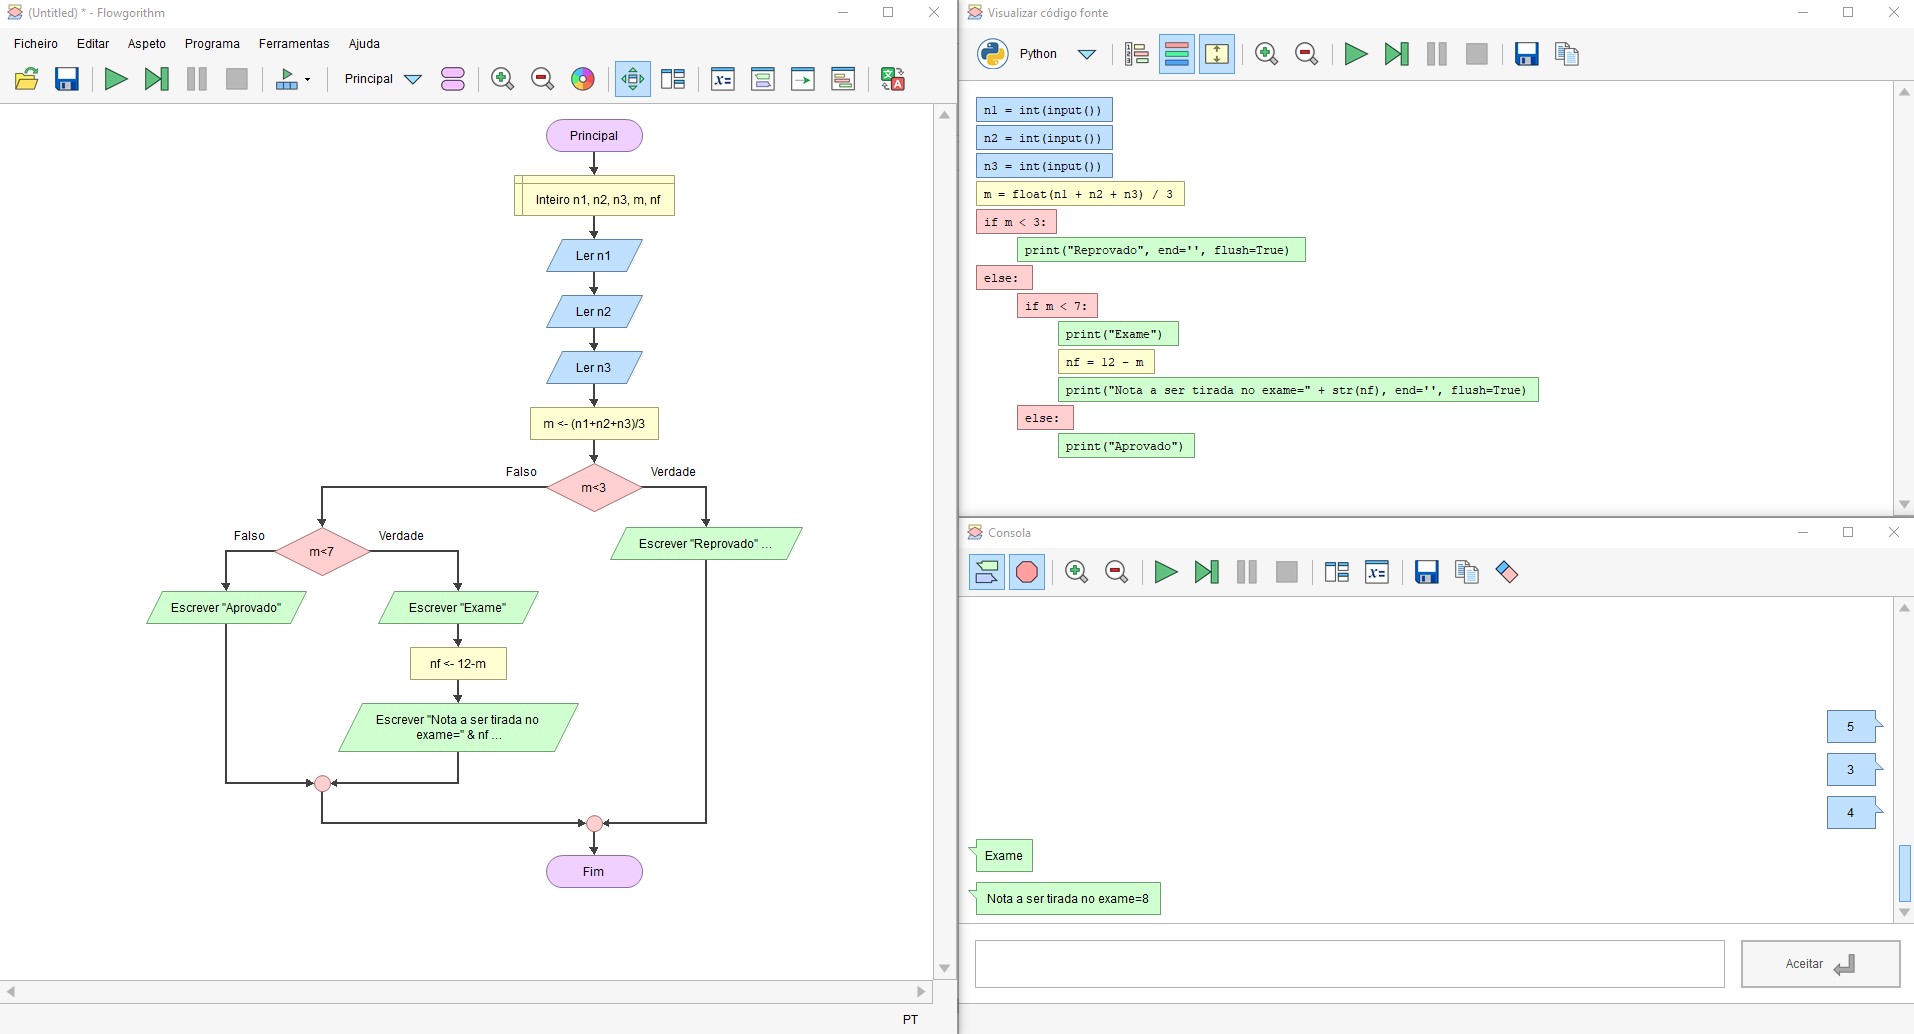 (Untitled) * - Flowgorithm
Ficheiro Editar Aspeto Programa Ferramentas Ajuda
Principal
Principal
Inteiro n1, n2, n3, m, nf
Ler n1
Ler n2
Ler n3
m <- (n1+n2+n3)/3
Falso
m<3
Verdade
Falso
m<7
Verdade
Escrever "Reprovado" ...
Escrever "Aprovado"
Escrever "Exame"
nf <- 12-m
Escrever "Nota a ser tirada no
exame=" & nf ...
Fim
PT
Visualizar código fonte
Python
n1 = int(input())
n2 = int(input())
n3 = int(input())
m = float(n1 + n2 + n3) / 3
if m < 3:
print("Reprovado", end='', flush=True)
else:
if m < 7:
print("Exame")
nf = 12 - m
print("Nota a ser tirada no exame=" + str(nf), end='', flush=True)
else:
print("Aprovado")
Consola
5
3
4
Exame
Nota a ser tirada no exame=8
Aceitar